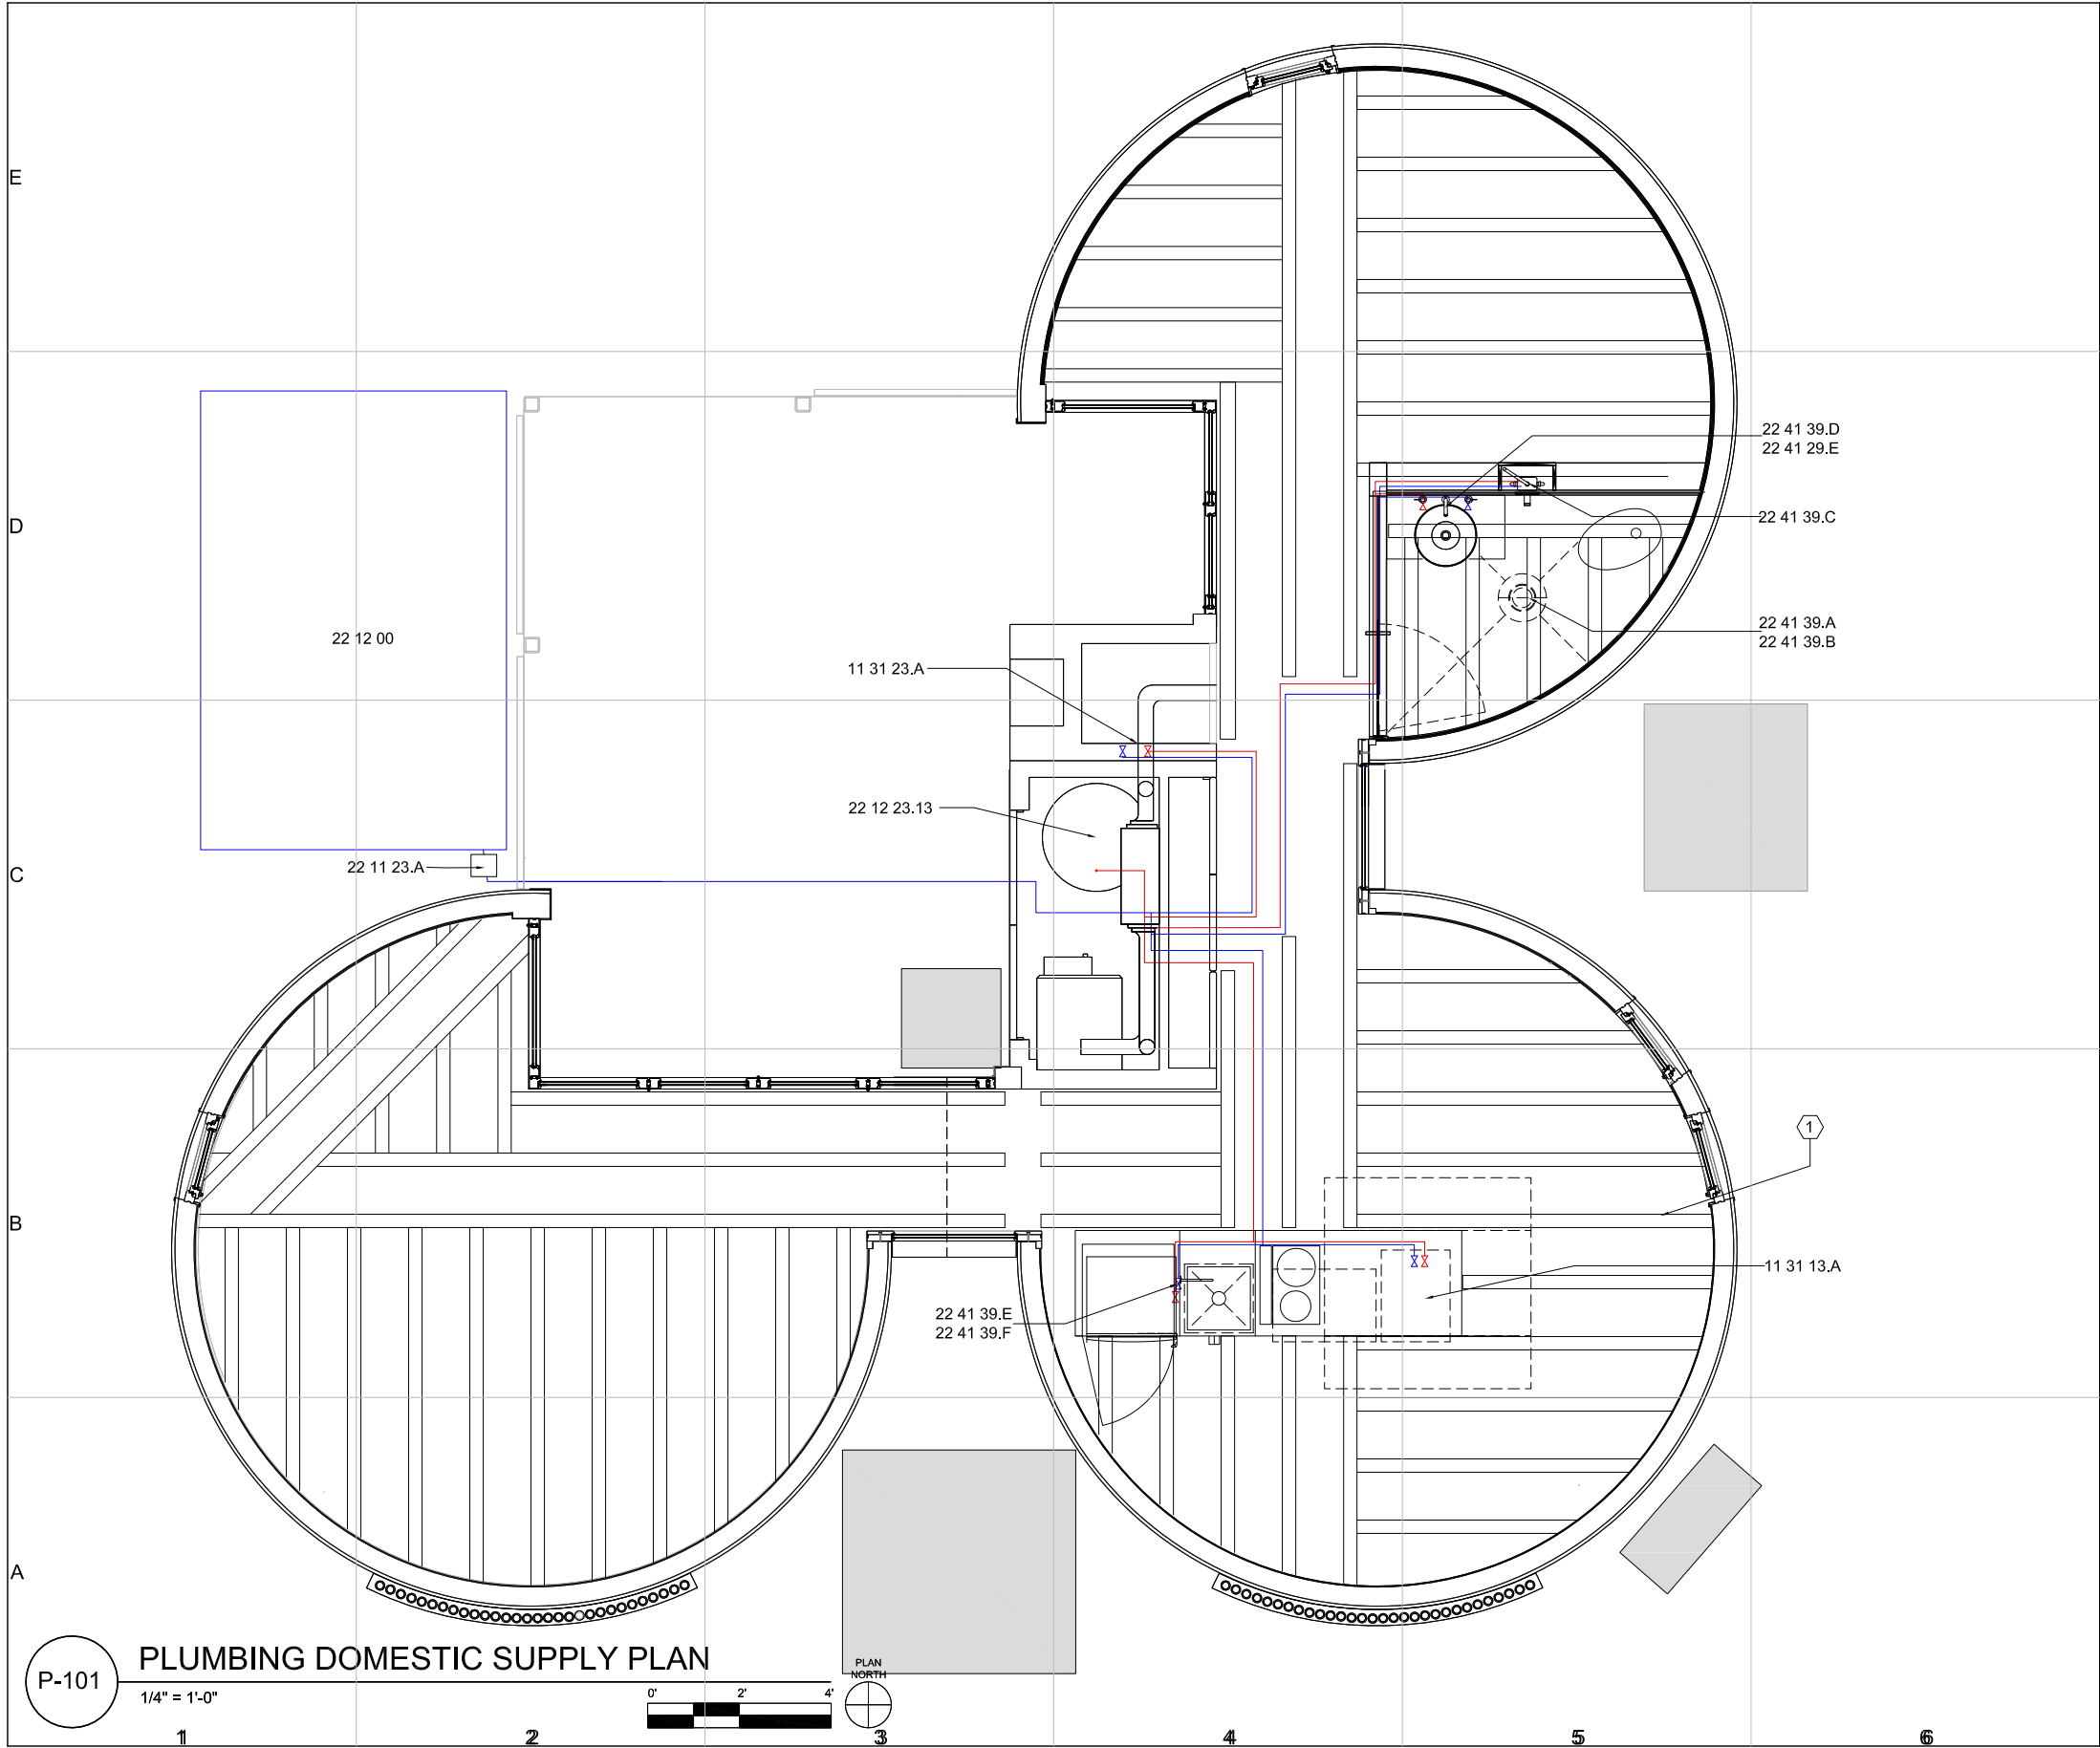 E
22 41 39.D
22 41 29.E
D
22 41 39.C
22 12 00
22 41 39.A
22 41 39.B
11 31 23.A
22 12 23.13
C
22 11 23.A
1
B
11 31 13.A
22 41 39.E
22 41 39.F
A
PLUMBING DOMESTIC SUPPLY PLAN
P-101
1/4" = 1'-0"
0' 2' 4'
PLAN
NORTH
1 2 3 4 5 6